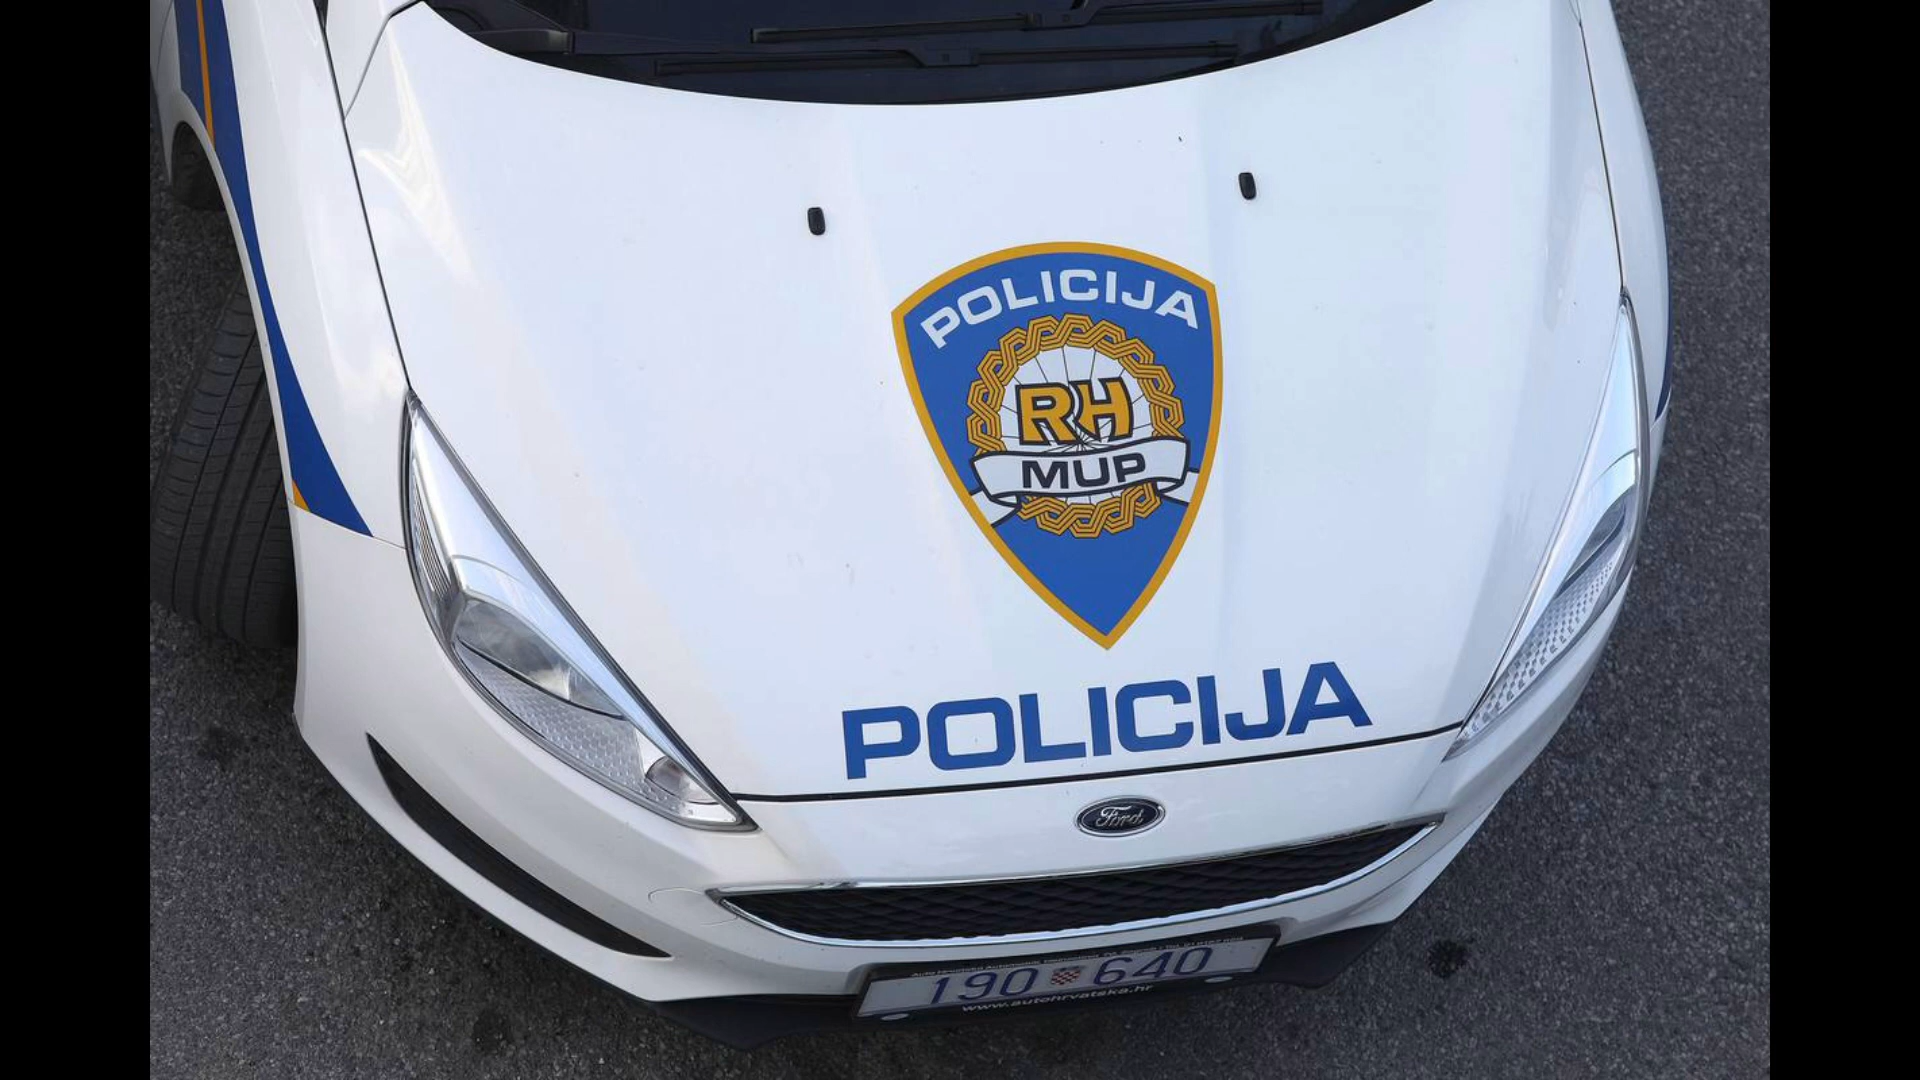 POLICIJA
RH
MUP
POLICIJA
Ford
190 640
www.autohrvatska.hr